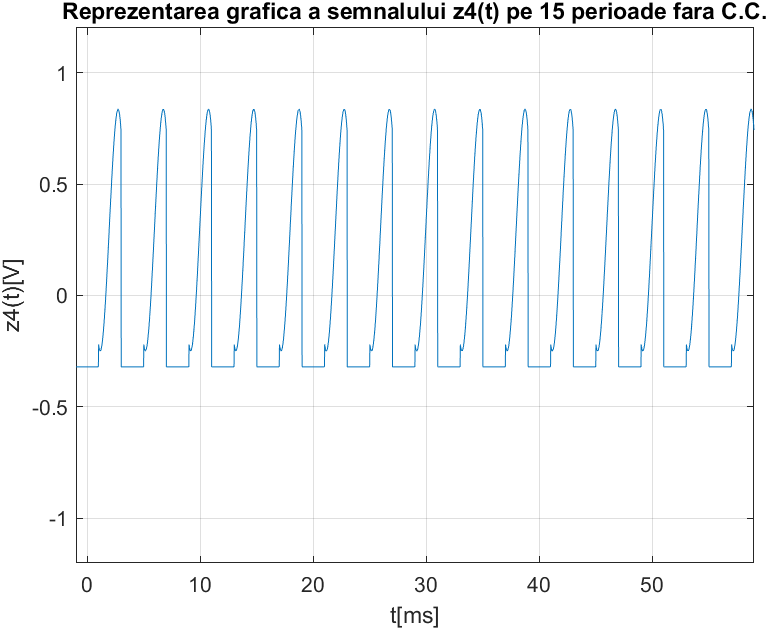 Reprezentarea grafica a semnalului z4(t) pe 15 perioade fara C.C.
1
0.5
0
-0.5
-1
z4(t)[V]
0 10 20 30 40 50
t[ms]